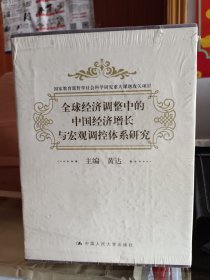 国家教育部哲学社会科学研究重大课题攻关项目
全球经济调整中的
中国经济增长
与宏观调控体系研究
主编 黄达
中国人民大学出版社